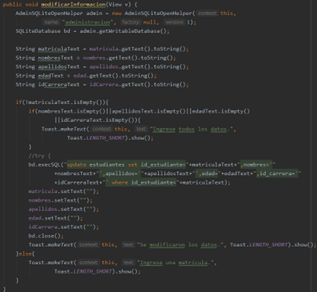 public void modificarInformacion(View v) {
AdminSQLiteOpenHelper admin = new AdminSQLiteOpenHelper( context: this,
name: "administracion", factory: null, version: 1);
SQLiteDatabase bd = admin.getWritableDatabase();
String matriculaText = matricula.getText().toString();
String nombresText = nombres.getText().toString();
String apellidosText = apellidos.getText().toString();
String edadText = edad.getText().toString();
String idCarreraText = idCarrera.getText().toString();
if(!matriculaText.isEmpty()){
if(nombresText.isEmpty()||apellidosText.isEmpty()||edadText.isEmpty()
||idCarreraText.isEmpty()){
Toast.makeText( context: this, text: "Ingrese todos los datos.",
Toast.LENGTH_SHORT).show();
}
//try {
bd.execSQL("update estudiantes set id_estudiante="+matriculaText+",nombres='"
+nombresText+"',apellidos='"+apellidosText+"',edad="+edadText+",id_carrera="
+idCarreraText+" where id_estudiante="+matriculaText);
matricula.setText("");
nombres.setText("");
apellidos.setText("");
edad.setText("");
idCarrera.setText("");
bd.close();
Toast.makeText( context: this, text: "Se modificaron los datos.", Toast.LENGTH_SHORT).show();
}else{
Toast.makeText( context: this, text: "Ingresa una matricula.",
Toast.LENGTH_SHORT).show();
}
}